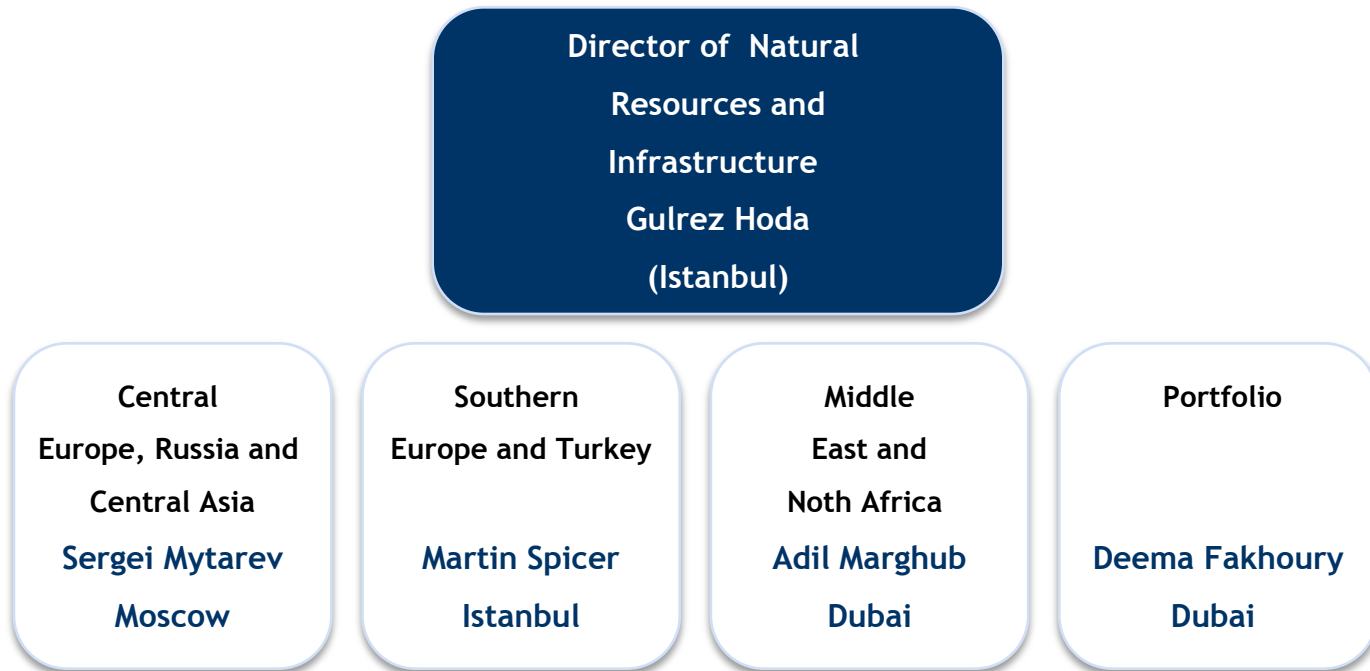 Director of Natural
Resources and
Infrastructure
Gulrez Hoda
(Istanbul)
Central
Europe, Russia and
Central Asia
Sergei Mytarev
Moscow
Southern
Europe and Turkey
Martin Spicer
Istanbul
Middle
East and
Noth Africa
Adil Marghub
Dubai
Portfolio
Deema Fakhoury
Dubai